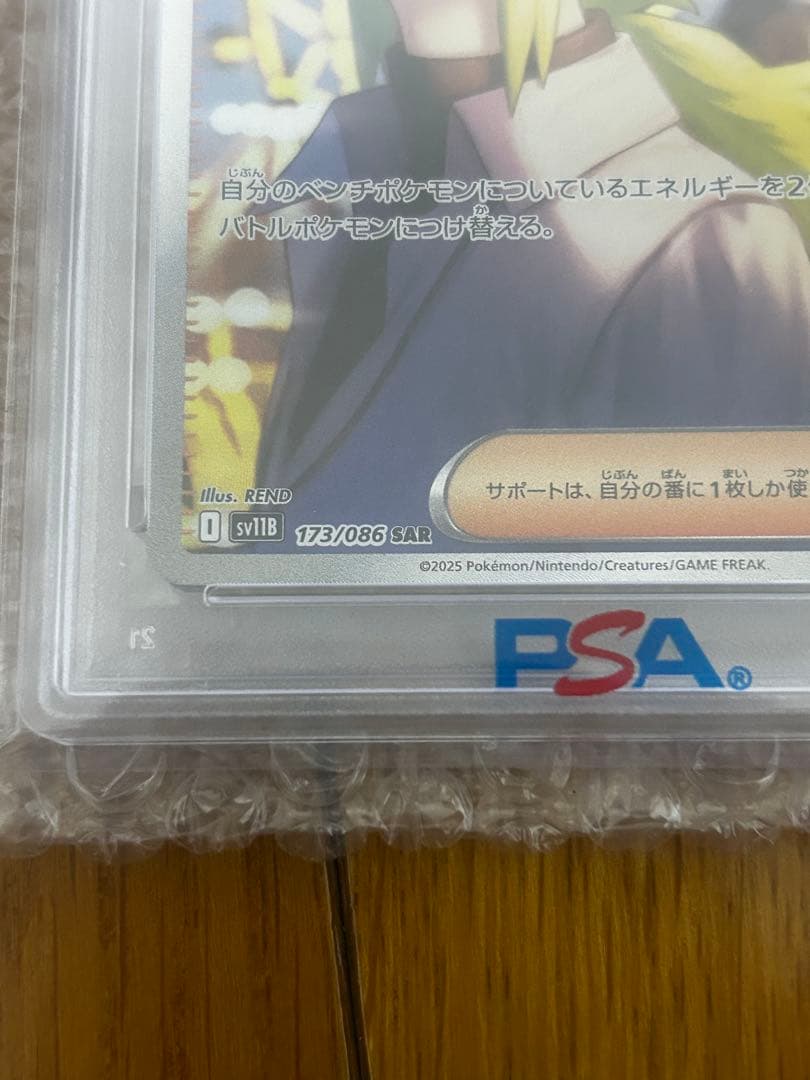 自分のベンチポケモンについているエネルギーを2
バトルポケモンにつけ替える。
サポートは、自分の番に1枚しか使
Illus. REND
I sv11B 173/086 SAR
©2025 Pokémon/Nintendo/Creatures/GAME FREAK.
21
PSA®